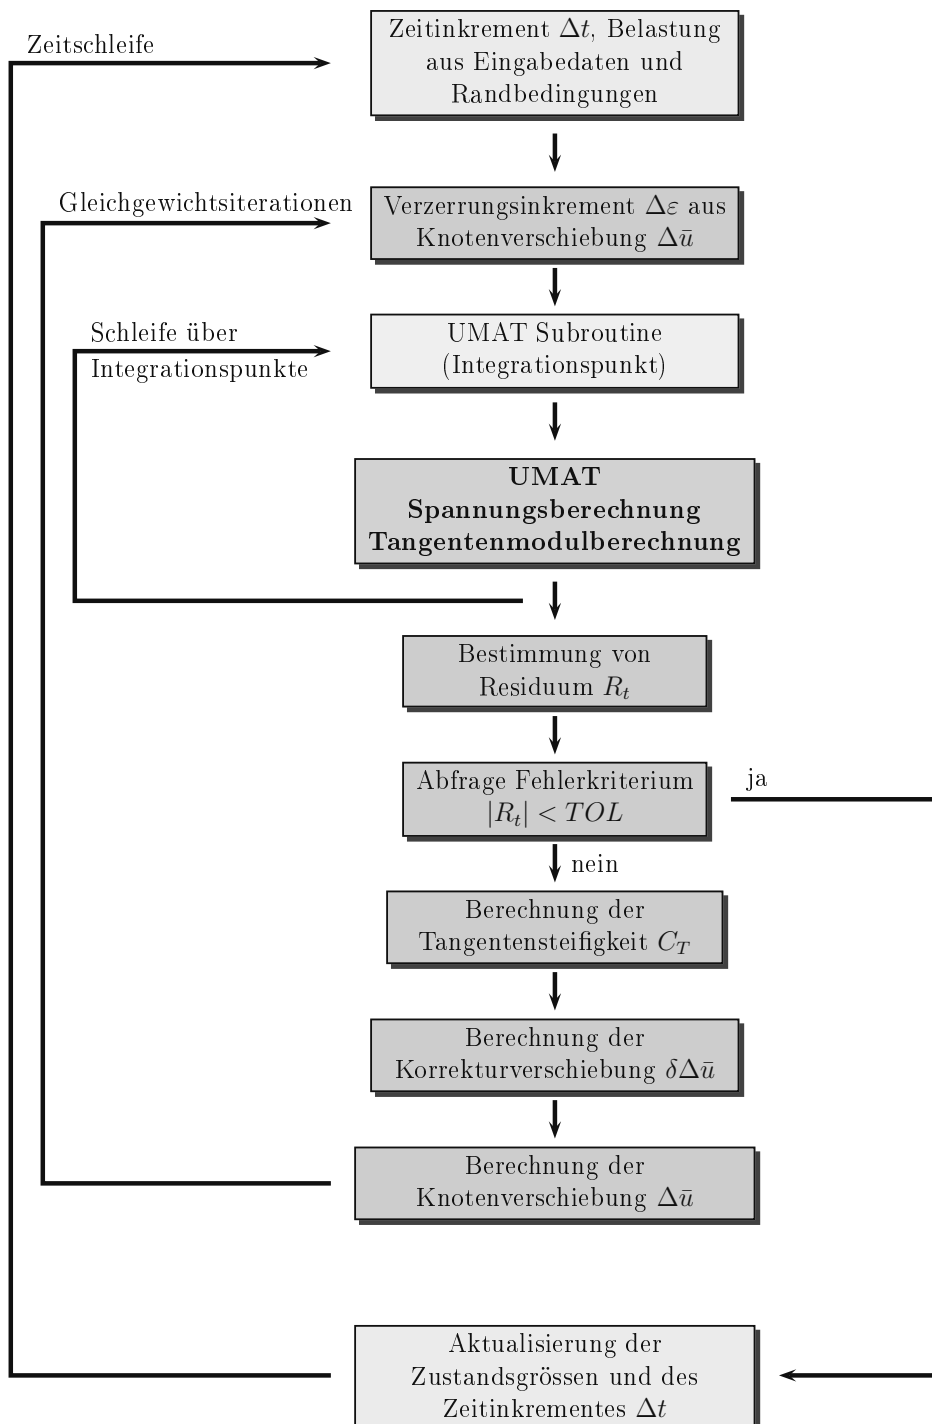 Zeitschleife
Zeitinkrement Δt, Belastung
aus Eingabedaten und
Randbedingungen
Gleichgewichtsiterationen
Verzerrungsinkrement Δε aus
Knotenverschiebung Δū
Schleife über
Integrationspunkte
UMAT Subroutine
(Integrationspunkt)
UMAT
Spannungsberechnung
Tangentenmodulberechnung
Bestimmung von
Residuum R_t
Abfrage Fehlerkriterium
|R_t| < TOL
ja
nein
Berechnung der
Tangentensteifigkeit C_T
Berechnung der
Korrekturverschiebung δΔū
Berechnung der
Knotenverschiebung Δū
Aktualisierung der
Zustandsgrössen und des
Zeitinkrementes Δt